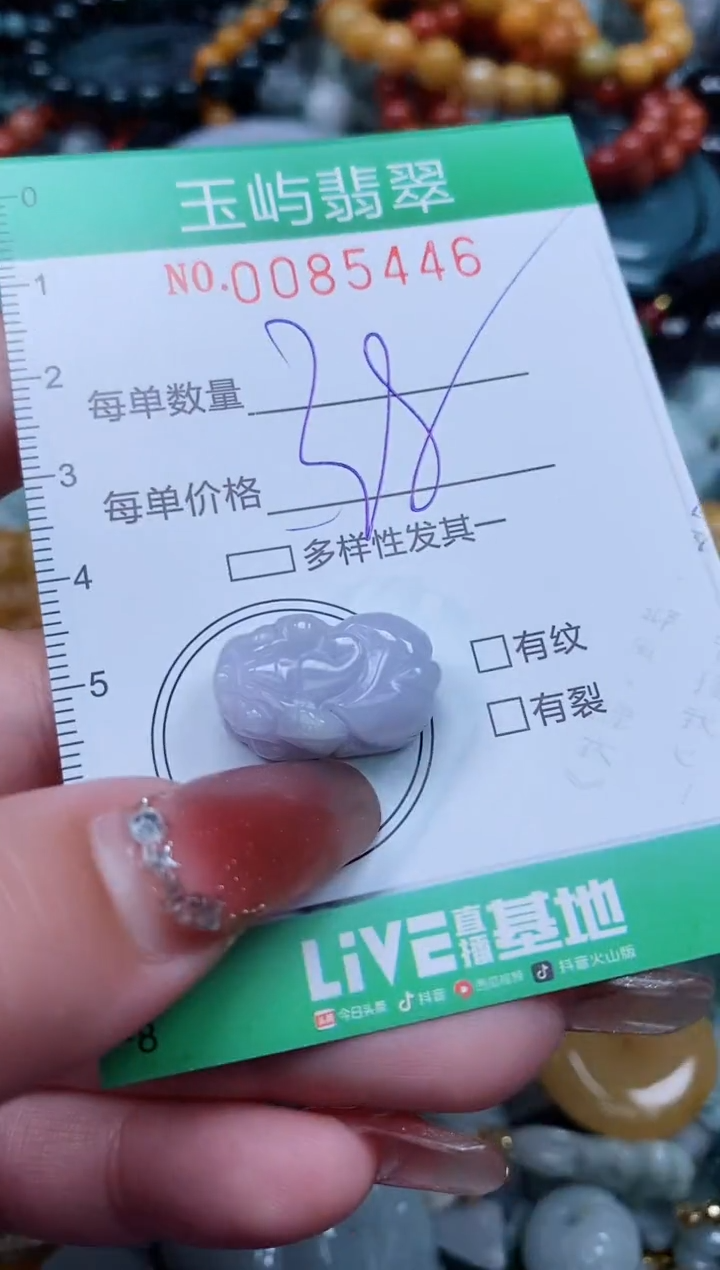 玉屿翡翠
NO.0085446
0
1
2
3
4
5
8
38
每单数量
每单价格
多样性发其一
有纹
有裂
LiVE直播基地
今日头条 抖音 西瓜视频 抖音火山版